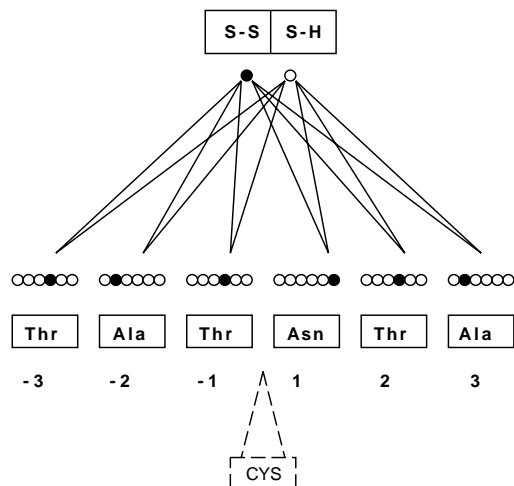 S-S S-H
Thr Ala Thr Asn Thr Ala
-3 -2 -1 1 2 3
CYS